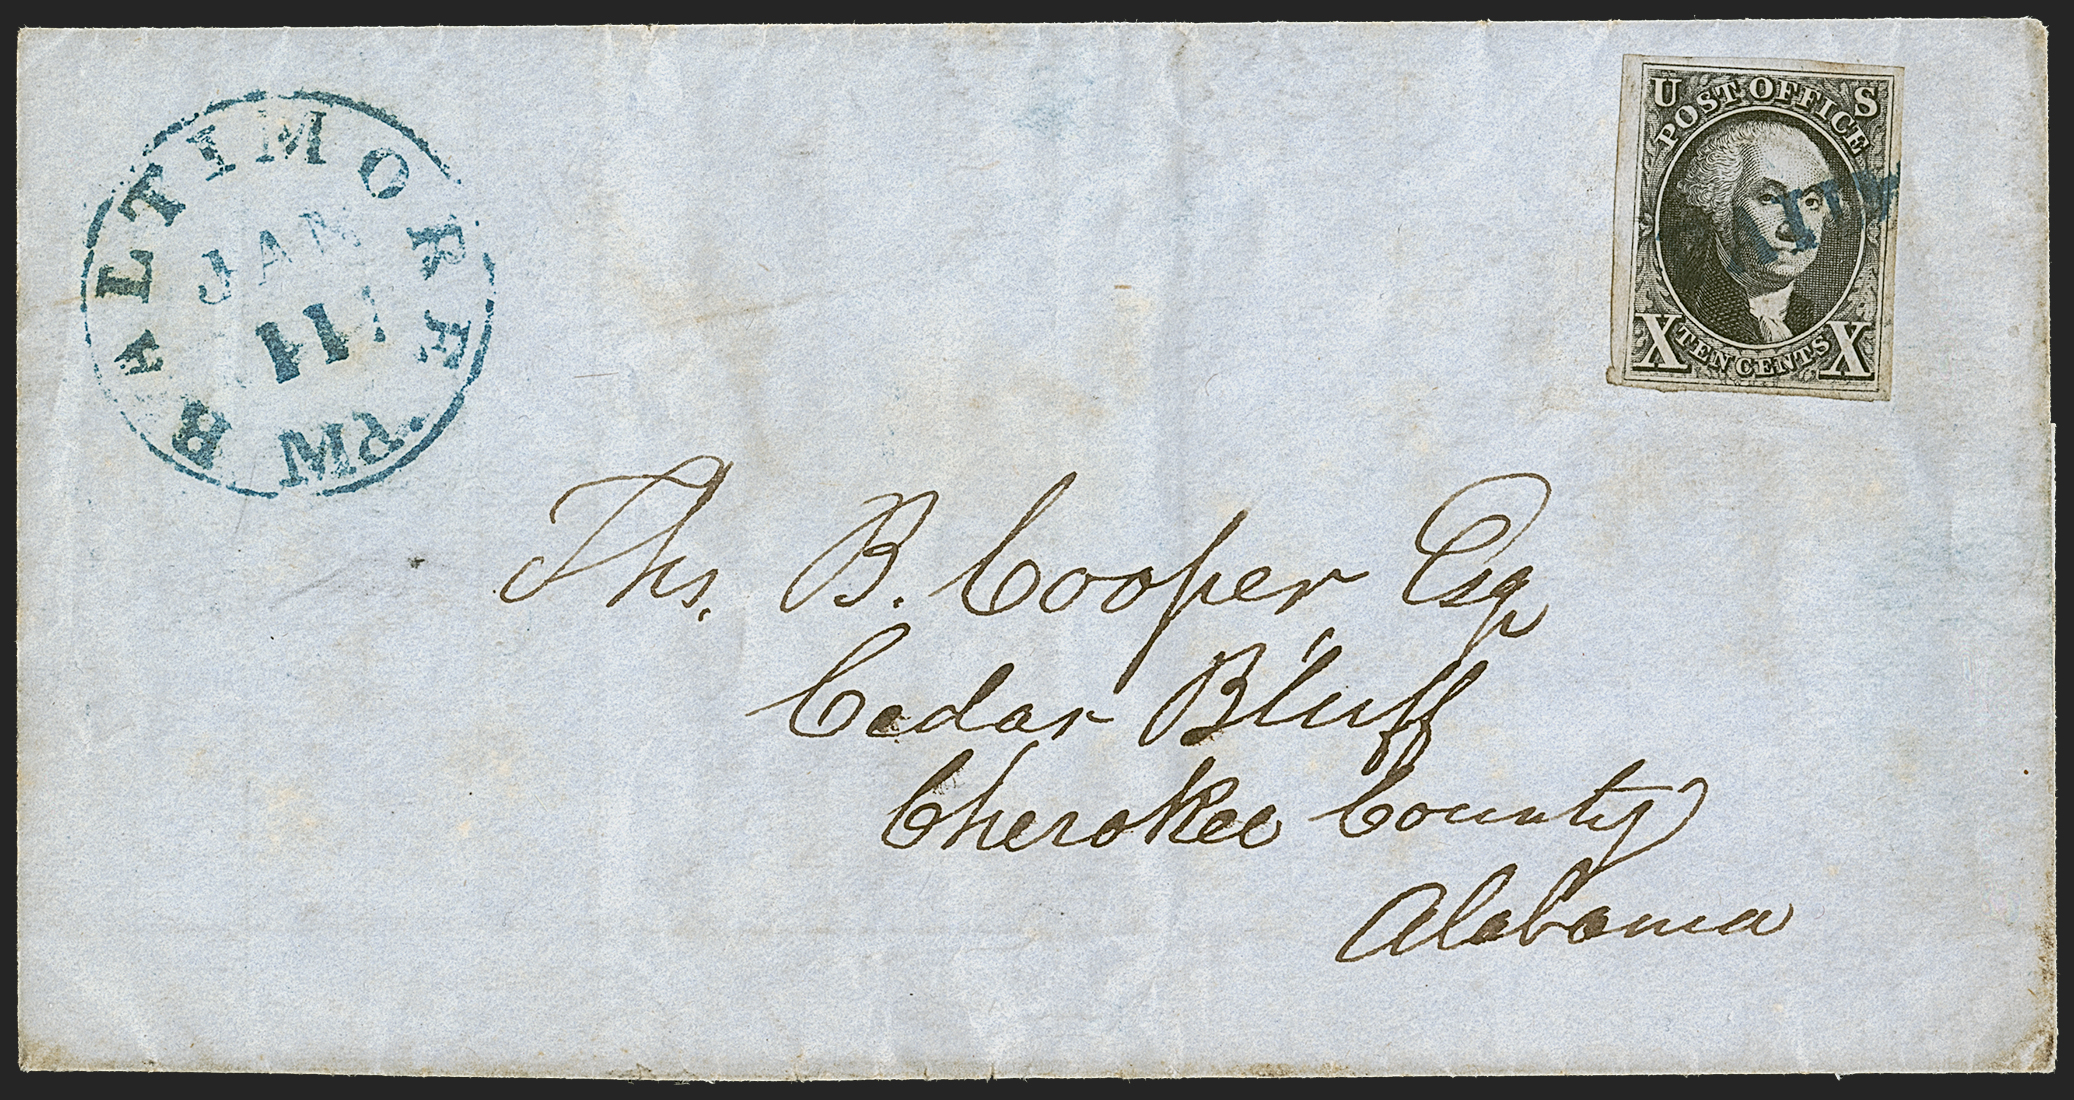 BALTIMORE Md.
JAN
11
U S
POST OFFICE
X TEN CENTS X
Ths. B. Cooper Esq
Cedar Bluff
Cherokee County
Alabama